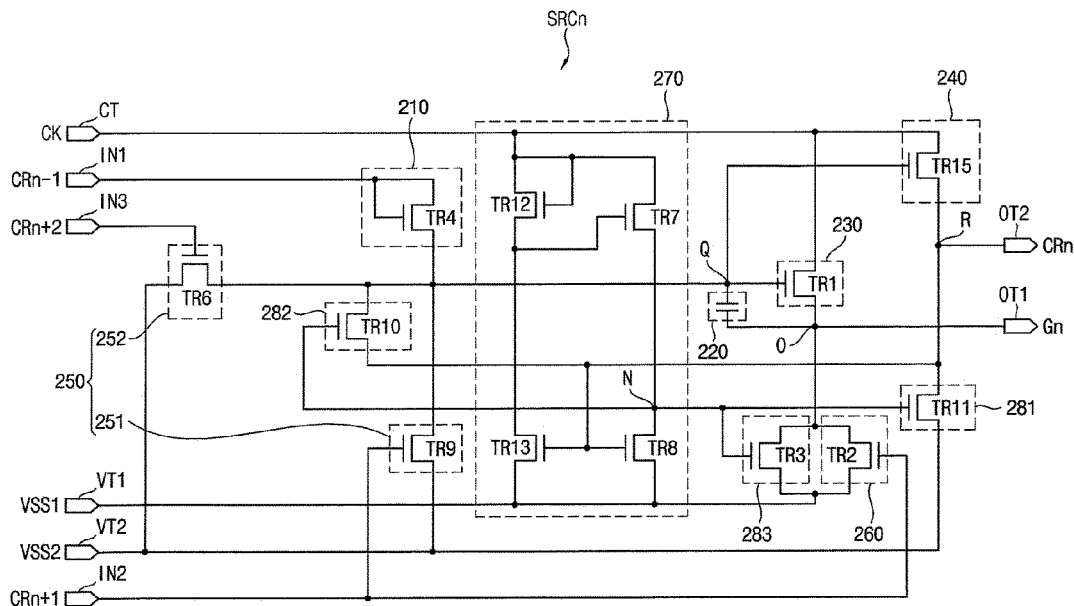 SRCn
270
240
210
CK CT
CRn-1 IN1
CRn+2 IN3
TR4
TR12
TR7
TR15
R
OT2
CRn
230
Q
TR1
TR6
282
TR10
252
220
O
OT1
Gn
250
N
TR11
281
251
TR9
TR13
TR8
TR3
TR2
VSS1 VT1
VSS2 VT2
283
260
CRn+1 IN2